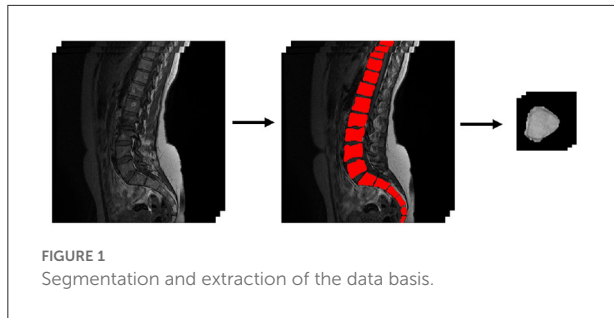 FIGURE 1
Segmentation and extraction of the data basis.